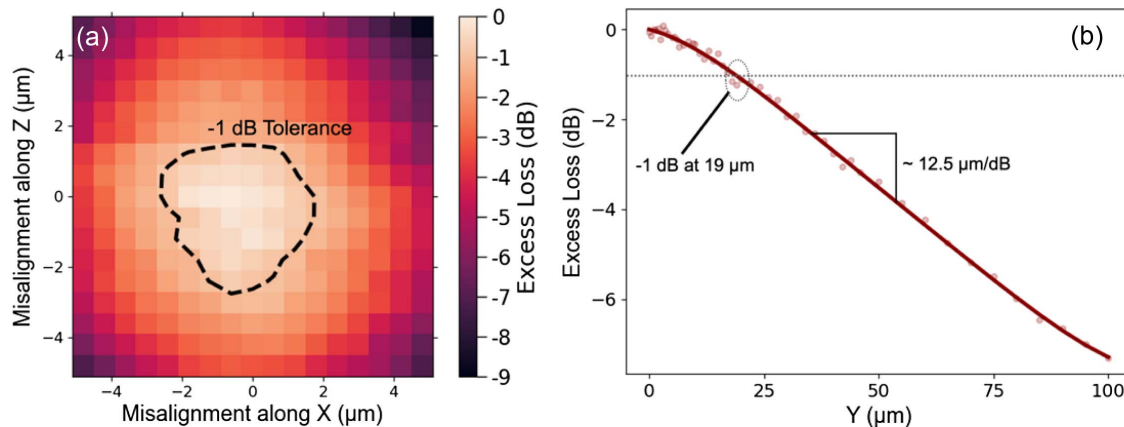 (a)
-1 dB Tolerance
Misalignment along Z (µm)
4
2
0
−2
−4
−4
−2
0
2
4
Misalignment along X (µm)
0
-1
-2
-3
-4
-5
-6
-7
-8
-9
Excess Loss (dB)
(b)
-1 dB at 19 µm
~ 12.5 µm/dB
Excess Loss (dB)
0
−2
−4
−6
0
25
50
75
100
Y (µm)